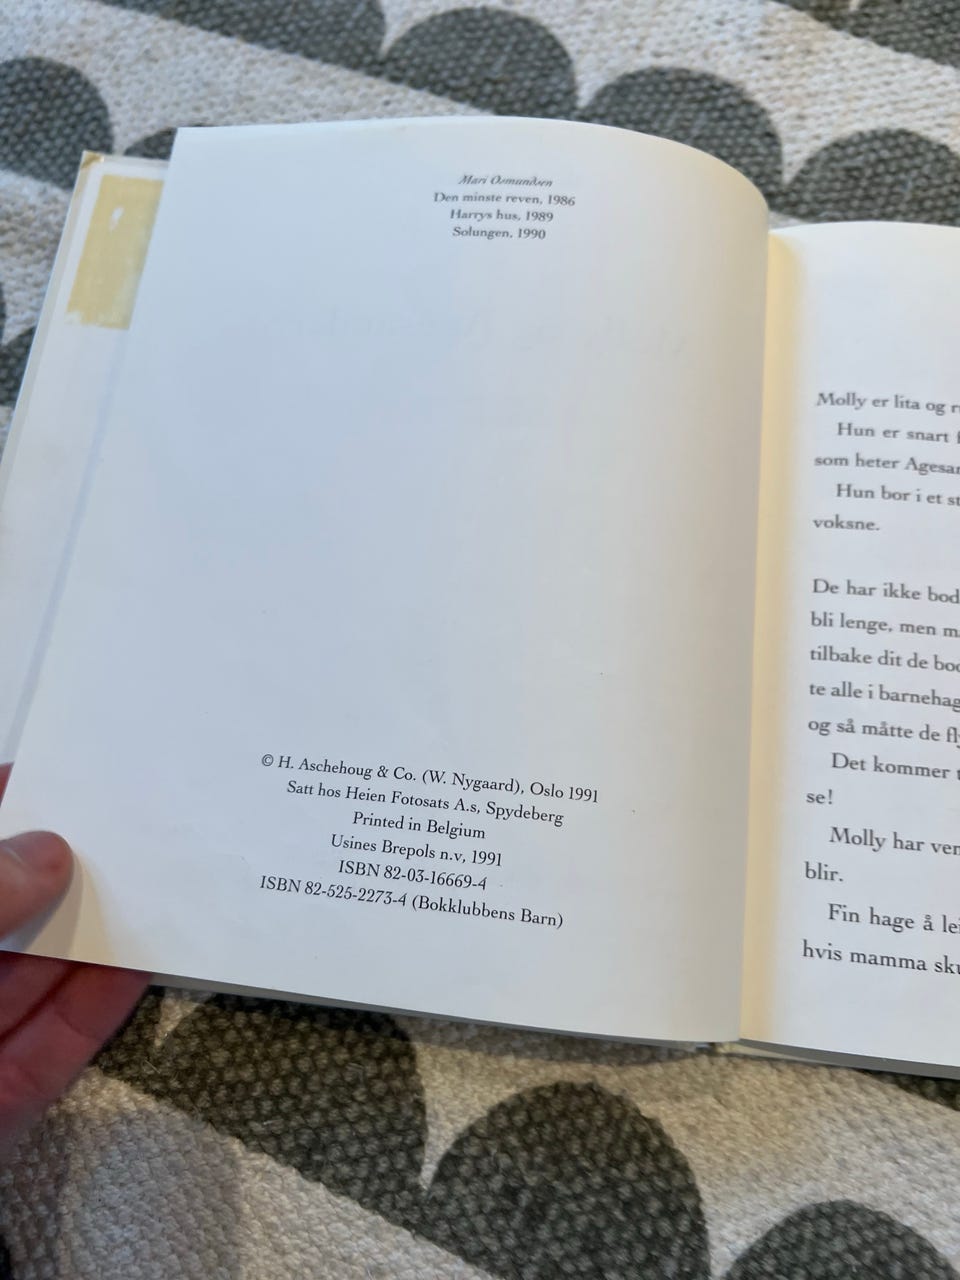 Mari Osmundsen
Den minste reven, 1986
Harrys hus, 1989
Solungen, 1990
© H. Aschehoug & Co. (W. Nygaard), Oslo 1991
Satt hos Heien Fotosats A.s, Spydeberg
Printed in Belgium
Usines Brepols n.v, 1991
ISBN 82-03-16669-4
ISBN 82-525-2273-4 (Bokklubbens Barn)
Molly er lita og
Hun er snart
som heter
Hun bor i et
voksne.
De har ikke
bli lenge, men
tilbake dit de
te alle i
og så måtte de
Det kommer
se!
Molly har
blir.
Fin hage å
hvis mamma